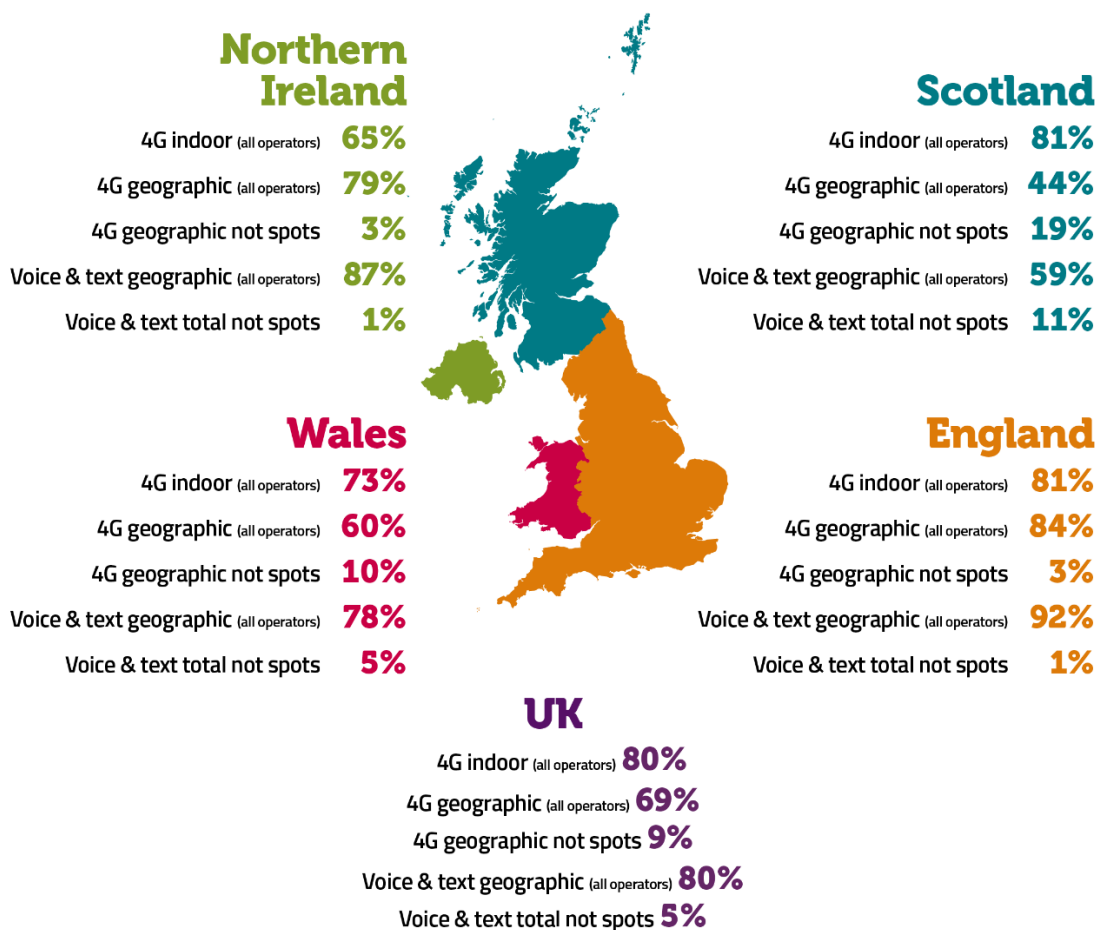 Northern
Ireland
4G indoor (all operators) 65%
4G geographic (all operators) 79%
4G geographic not spots 3%
Voice & text geographic (all operators) 87%
Voice & text total not spots 1%
Scotland
4G indoor (all operators) 81%
4G geographic (all operators) 44%
4G geographic not spots 19%
Voice & text geographic (all operators) 59%
Voice & text total not spots 11%
Wales
4G indoor (all operators) 73%
4G geographic (all operators) 60%
4G geographic not spots 10%
Voice & text geographic (all operators) 78%
Voice & text total not spots 5%
England
4G indoor (all operators) 81%
4G geographic (all operators) 84%
4G geographic not spots 3%
Voice & text geographic (all operators) 92%
Voice & text total not spots 1%
UK
4G indoor (all operators) 80%
4G geographic (all operators) 69%
4G geographic not spots 9%
Voice & text geographic (all operators) 80%
Voice & text total not spots 5%